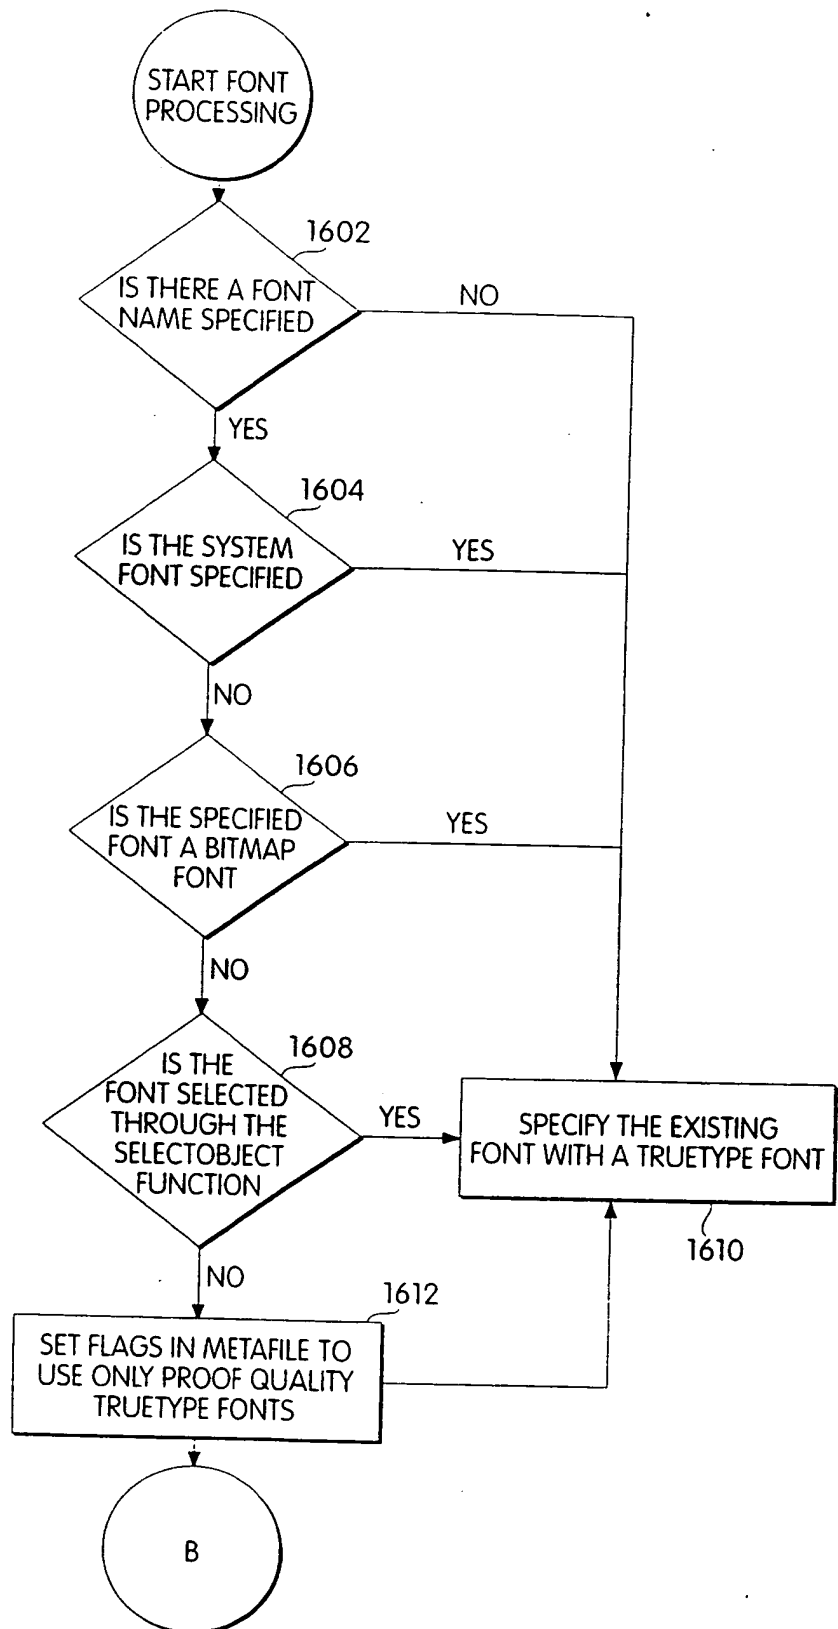 START FONT
PROCESSING
1602
IS THERE A FONT
NAME SPECIFIED
NO
YES
1604
IS THE SYSTEM
FONT SPECIFIED
YES
NO
1606
IS THE SPECIFIED
FONT A BITMAP
FONT
YES
NO
1608
IS THE
FONT SELECTED
THROUGH THE
SELECTOBJECT
FUNCTION
YES
SPECIFY THE EXISTING
FONT WITH A TRUETYPE FONT
1610
NO
1612
SET FLAGS IN METAFILE TO
USE ONLY PROOF QUALITY
TRUETYPE FONTS
B